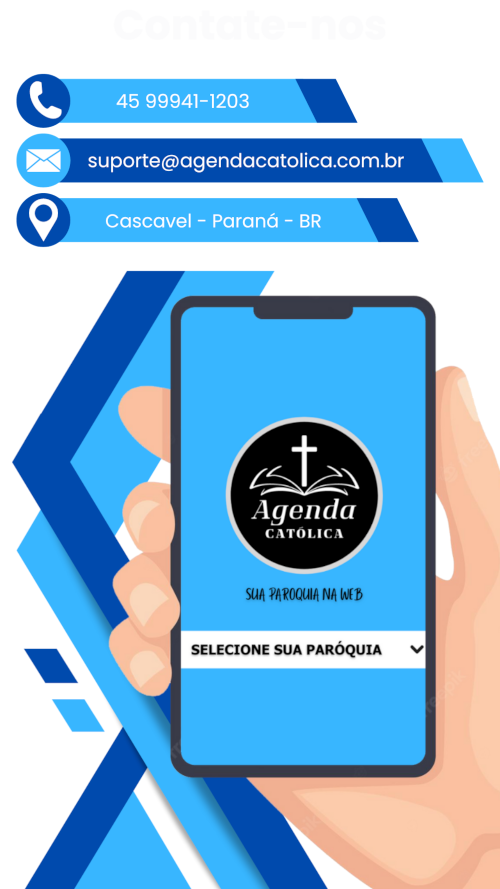 Contate-nos
45 99941-1203
suporte@agendacatolica.com.br
Cascavel - Paraná - BR
Agenda
CATÓLICA
SUA PAROQUIA NA WEB
SELECIONE SUA PARÓQUIA